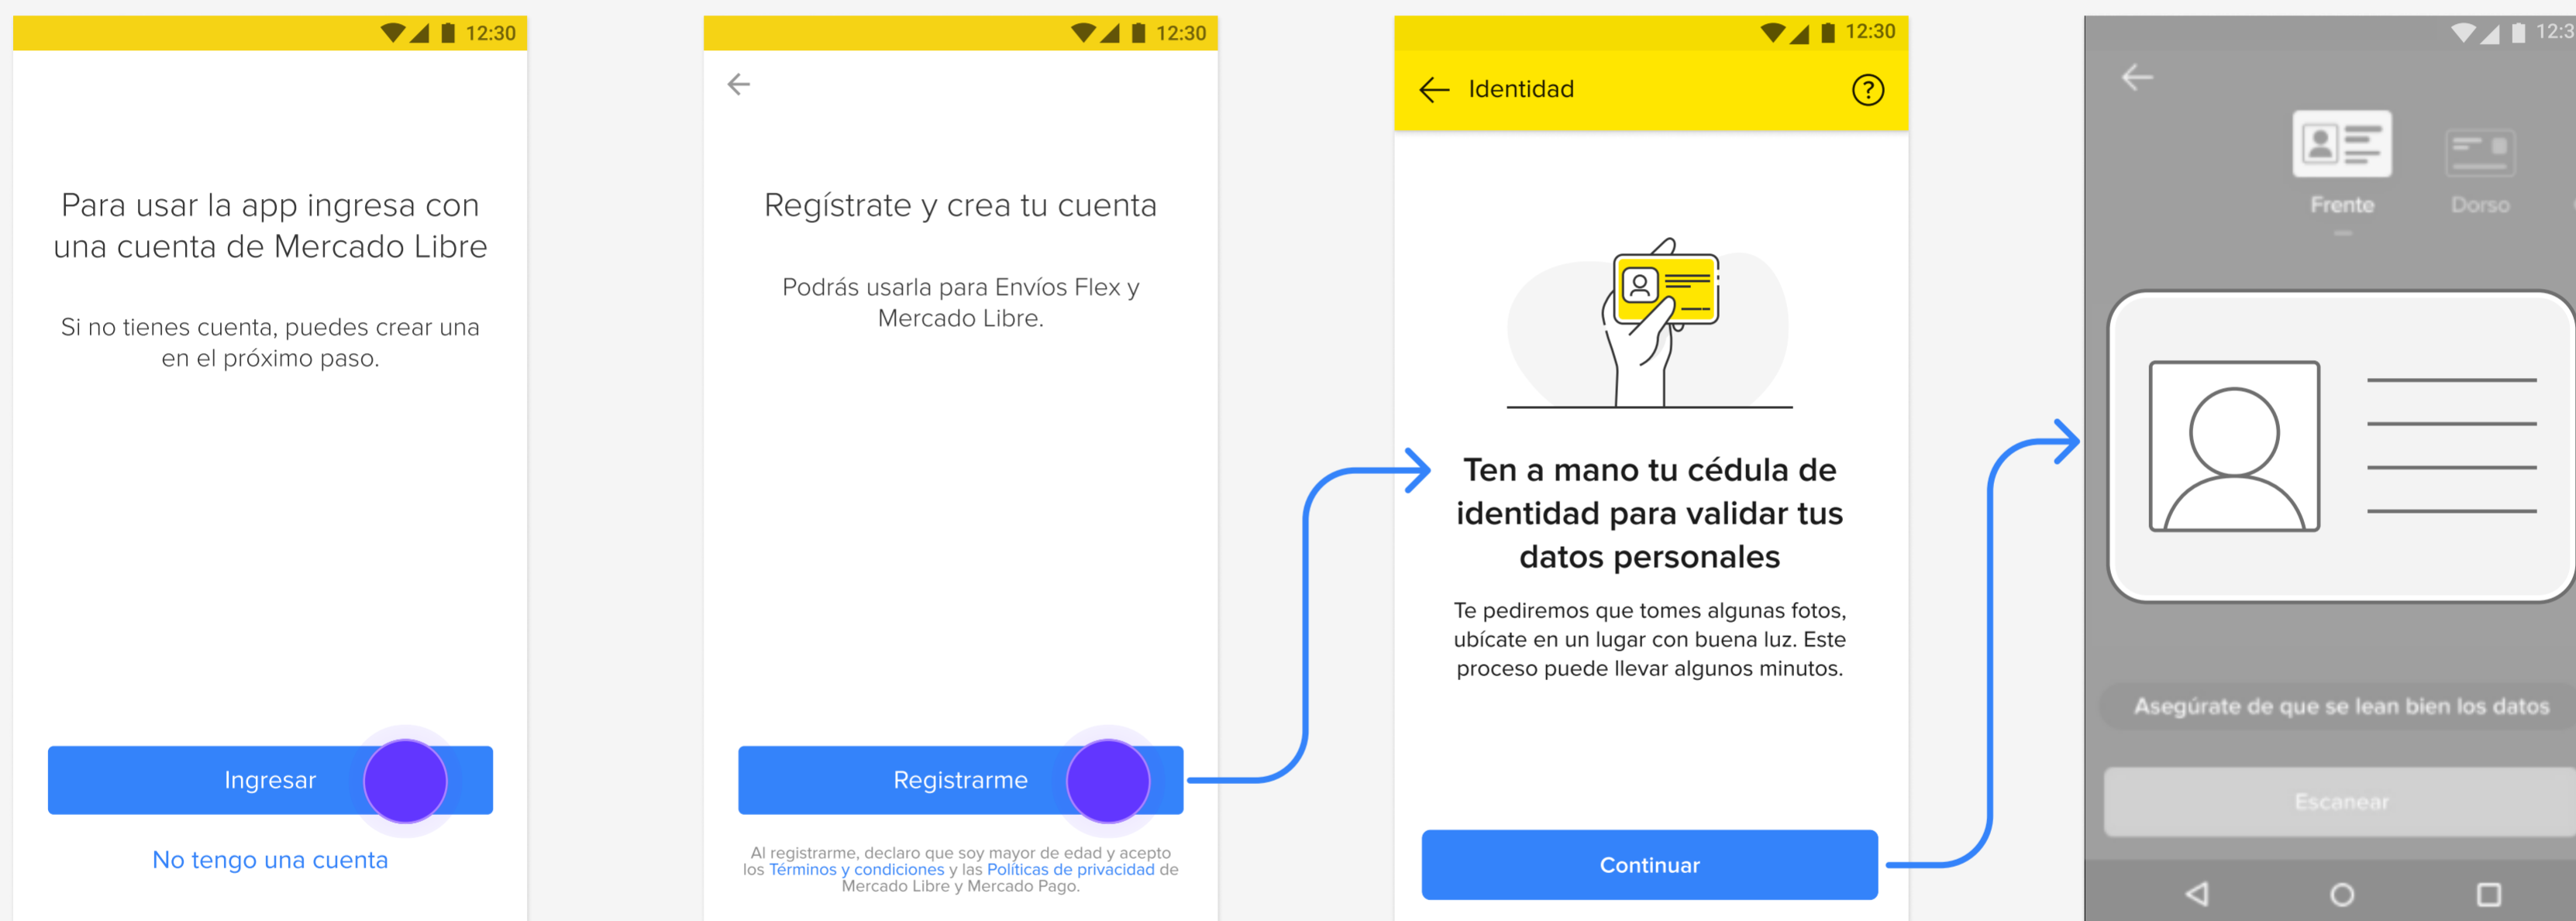 12:30
Para usar la app ingresa con
una cuenta de Mercado Libre
Si no tienes cuenta, puedes crear una
en el próximo paso.
Ingresar
No tengo una cuenta
12:30
Regístrate y crea tu cuenta
Podrás usarla para Envíos Flex y
Mercado Libre.
Registrarme
Al registrarme, declaro que soy mayor de edad y acepto
los Términos y condiciones y las Políticas de privacidad de
Mercado Libre y Mercado Pago.
12:30
Identidad
Ten a mano tu cédula de
identidad para validar tus
datos personales
Te pediremos que tomes algunas fotos,
ubícate en un lugar con buena luz. Este
proceso puede llevar algunos minutos.
Continuar
12:3
Frente
Dorso
Asegúrate de que se lean bien los datos
Escanear